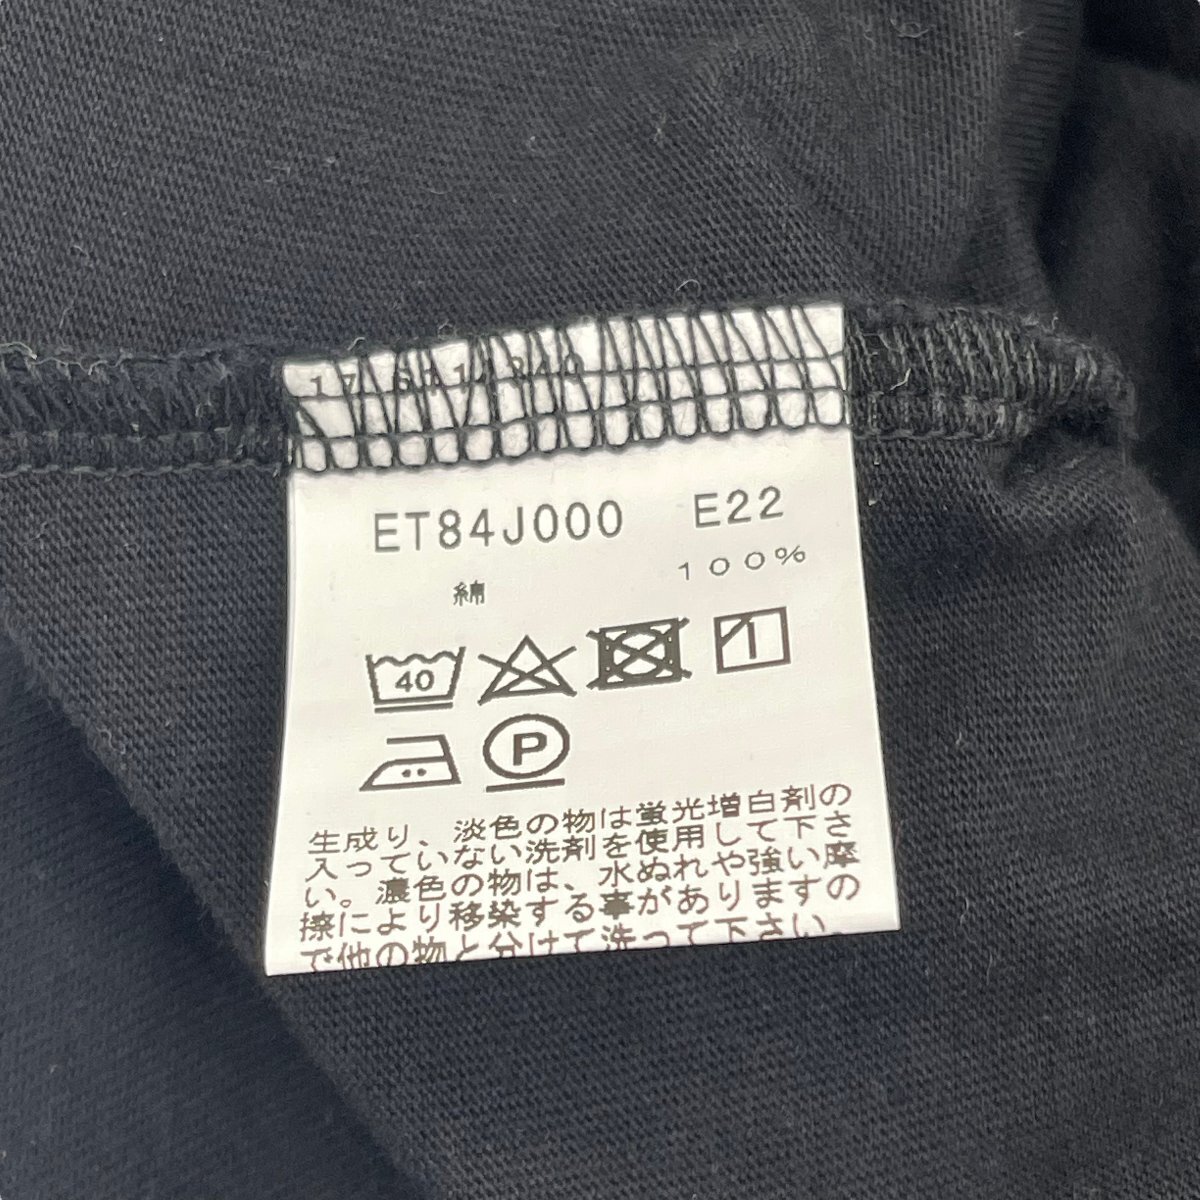 ET84J000 E22
綿 100%
40
P
生成り、淡色の物は蛍光増白剤の
入っていない洗剤を使用して下さ
い。濃色の物は、水ぬれや強い摩
擦により移染する事がありますの
で他の物と分けて洗って下さい。